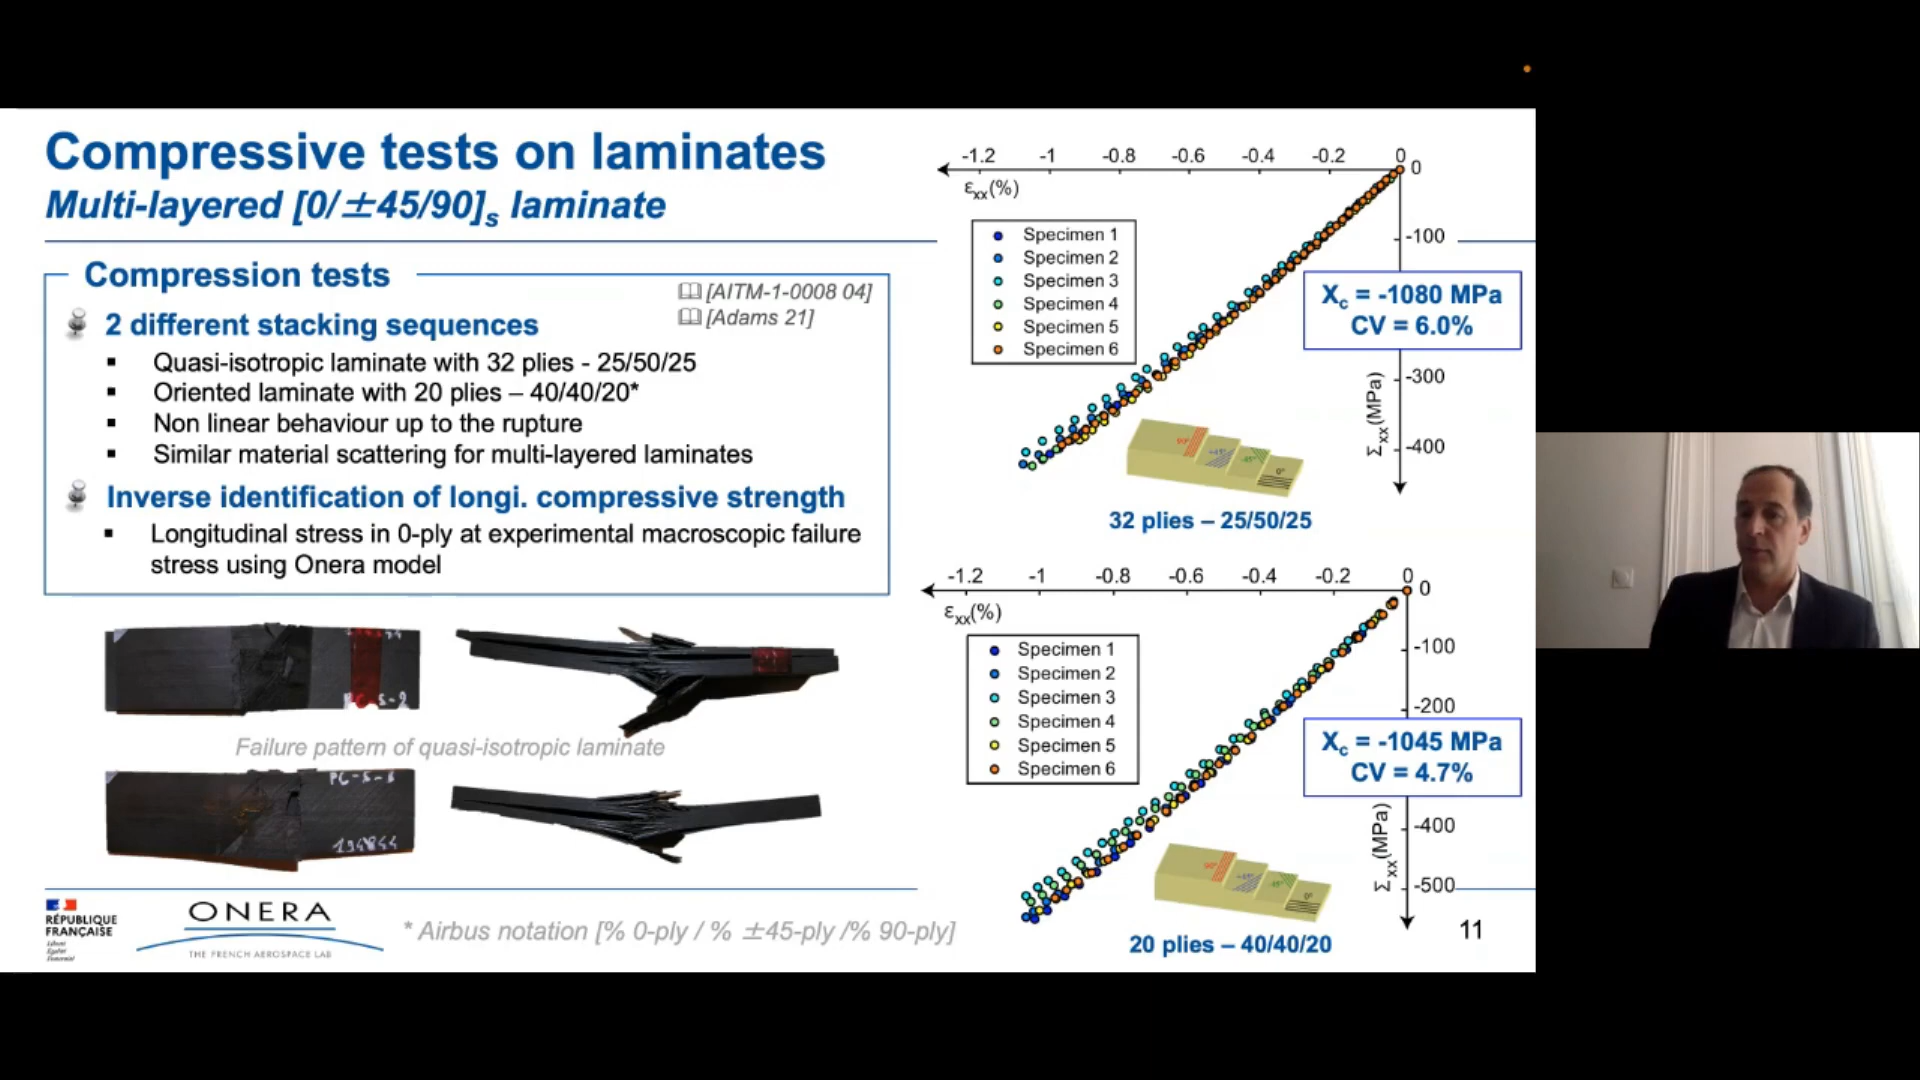 Compressive tests on laminates
Multi-layered [0/±45/90]s laminate
Compression tests
[AITM-1-0008 04]
[Adams 21]
2 different stacking sequences
Quasi-isotropic laminate with 32 plies - 25/50/25
Oriented laminate with 20 plies – 40/40/20*
Non linear behaviour up to the rupture
Similar material scattering for multi-layered laminates
Inverse identification of longi. compressive strength
Longitudinal stress in 0-ply at experimental macroscopic failure
stress using Onera model
Failure pattern of quasi-isotropic laminate
PC-S-8
194844
RÉPUBLIQUE
FRANÇAISE
Liberté
Égalité
Fraternité
ONERA
THE FRENCH AEROSPACE LAB
* Airbus notation [% 0-ply / % ±45-ply /% 90-ply]
-1.2 -1 -0.8 -0.6 -0.4 -0.2 0
0
εxx(%)
Specimen 1
Specimen 2
Specimen 3
Specimen 4
Specimen 5
Specimen 6
-100
Xc = -1080 MPa
CV = 6.0%
-300
-400
Σxx(MPa)
32 plies – 25/50/25
-1.2 -1 -0.8 -0.6 -0.4 -0.2 0
0
εxx(%)
Specimen 1
Specimen 2
Specimen 3
Specimen 4
Specimen 5
Specimen 6
-100
-200
Xc = -1045 MPa
CV = 4.7%
-400
-500
Σxx(MPa)
20 plies – 40/40/20
11